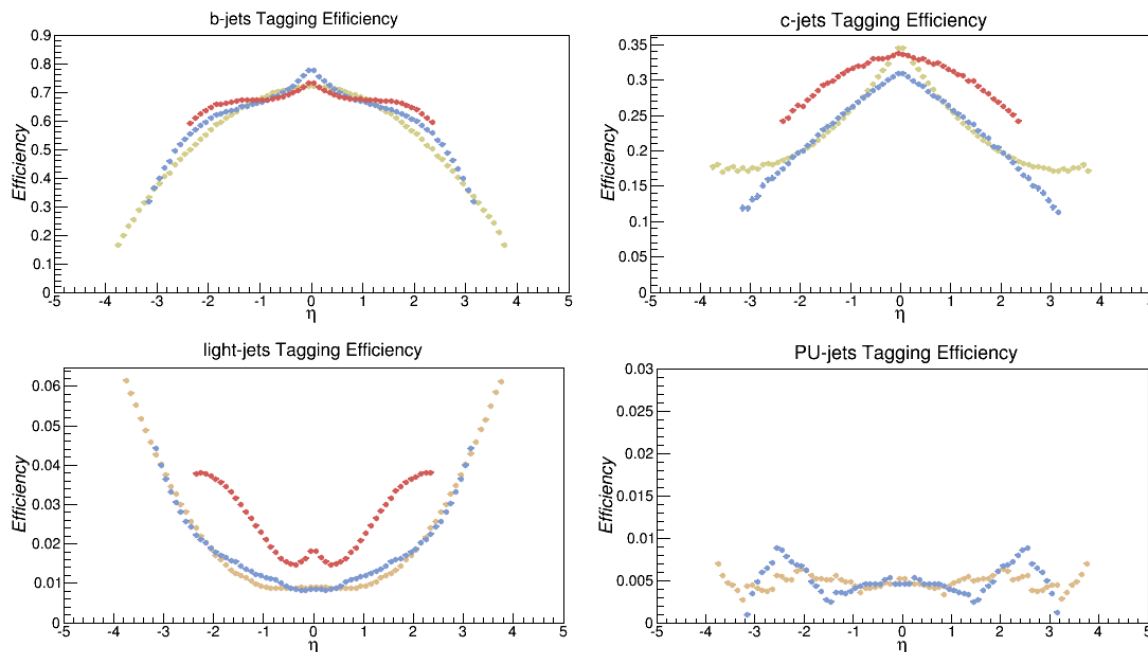 b-jets Tagging Efificiency
Efficiency
0.9
0.8
0.7
0.6
0.5
0.4
0.3
0.2
0.1
0
-5 -4 -3 -2 -1 0 1 2 3 4 5
η
c-jets Tagging Efficiency
Efficiency
0.35
0.3
0.25
0.2
0.15
0.1
0.05
0
-5 -4 -3 -2 -1 0 1 2 3 4 5
η
light-jets Tagging Efficiency
Efficiency
0.06
0.05
0.04
0.03
0.02
0.01
0
-5 -4 -3 -2 -1 0 1 2 3 4 5
η
PU-jets Tagging Efficiency
Efficiency
0.03
0.025
0.02
0.015
0.01
0.005
0
-5 -4 -3 -2 -1 0 1 2 3 4 5
η